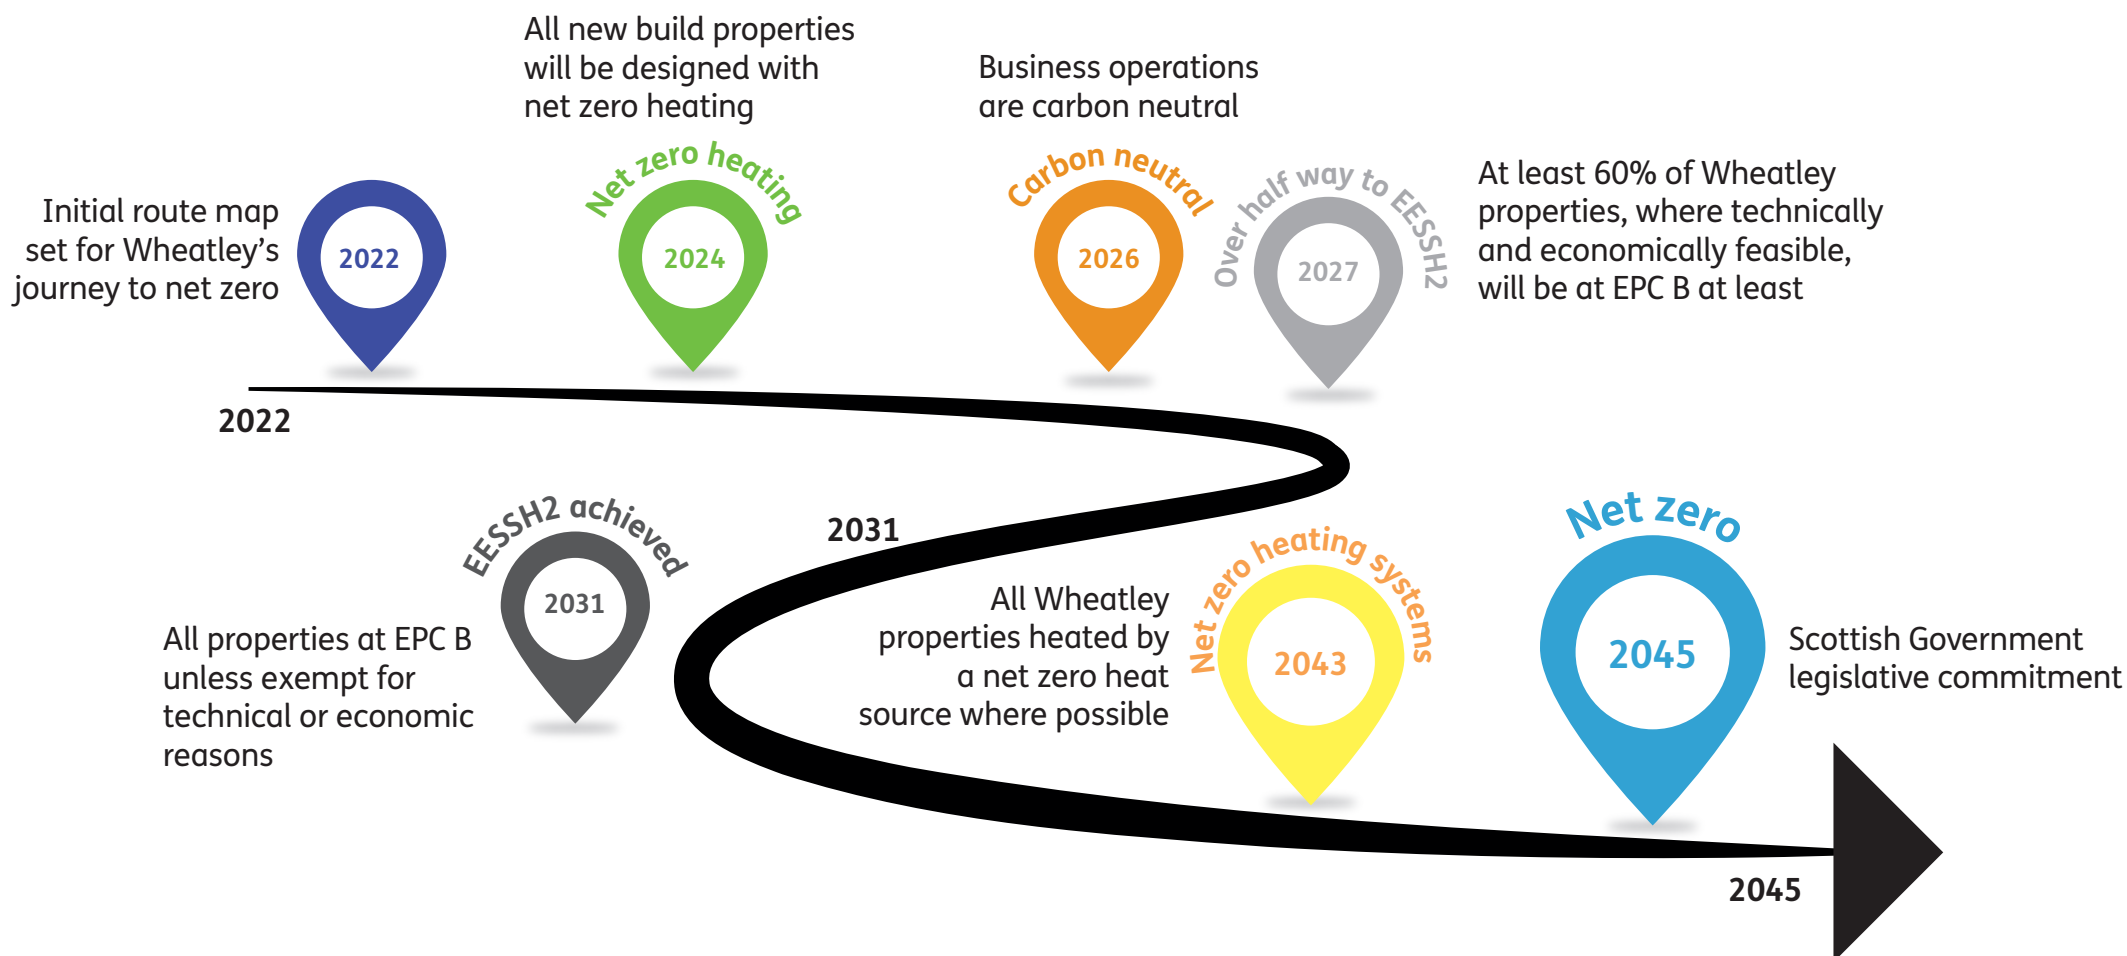 Initial route map
set for Wheatley’s
journey to net zero
2022
All new build properties
will be designed with
net zero heating
Net zero heating
2024
Business operations
are carbon neutral
Carbon neutral
2026
Over half way to EESSH2
2027
At least 60% of Wheatley
properties, where technically
and economically feasible,
will be at EPC B at least
2022
2031
EESSH2 achieved
2031
All properties at EPC B
unless exempt for
technical or economic
reasons
All Wheatley
properties heated by
a net zero heat
source where possible
Net zero heating systems
2043
Net zero
2045
Scottish Government
legislative commitment
2045